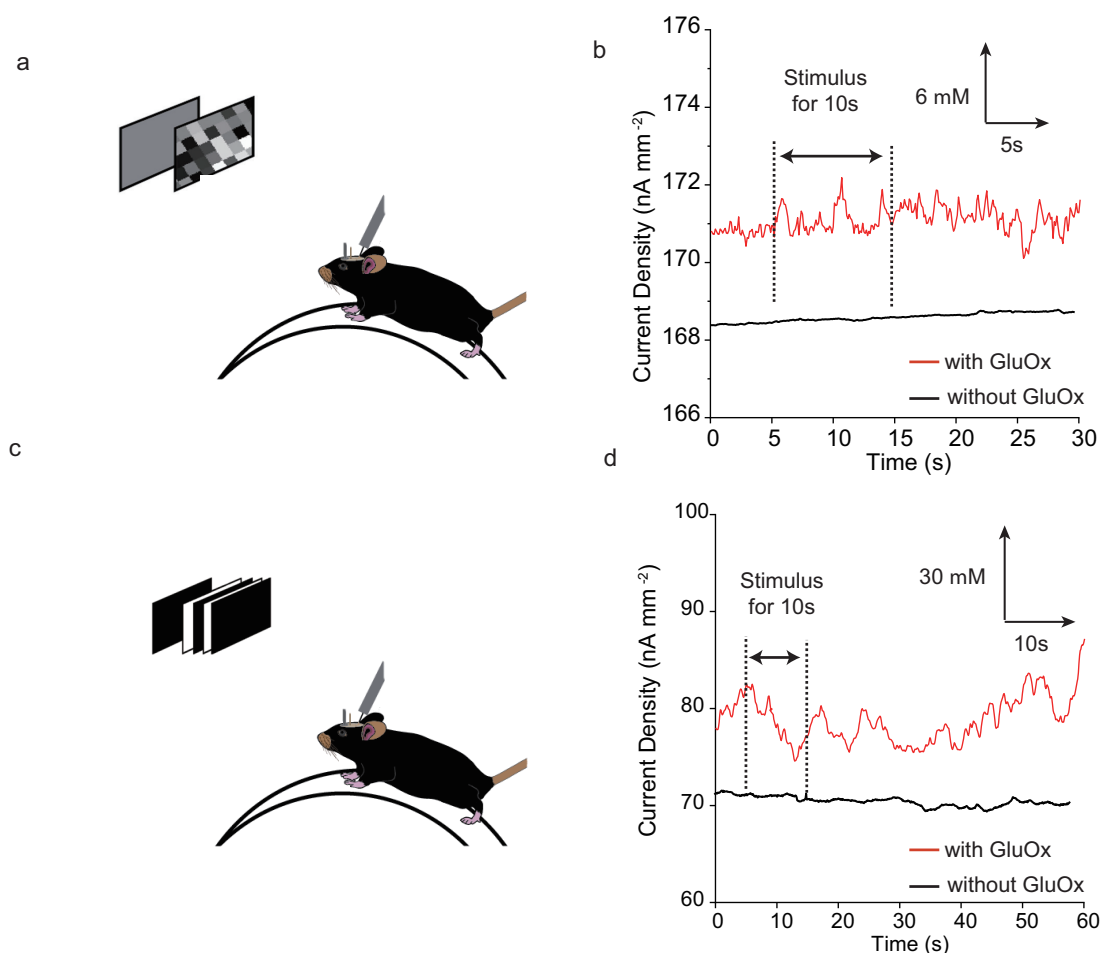 a
b
176
174
172
170
168
166
Current Density (nA mm⁻²)
Stimulus
for 10s
6 mM
5s
with GluOx
without GluOx
0 5 10 15 20 25 30
Time (s)
c
d
100
90
80
70
60
Current Density (nA mm⁻²)
Stimulus
for 10s
30 mM
10s
with GluOx
without GluOx
0 10 20 30 40 50 60
Time (s)